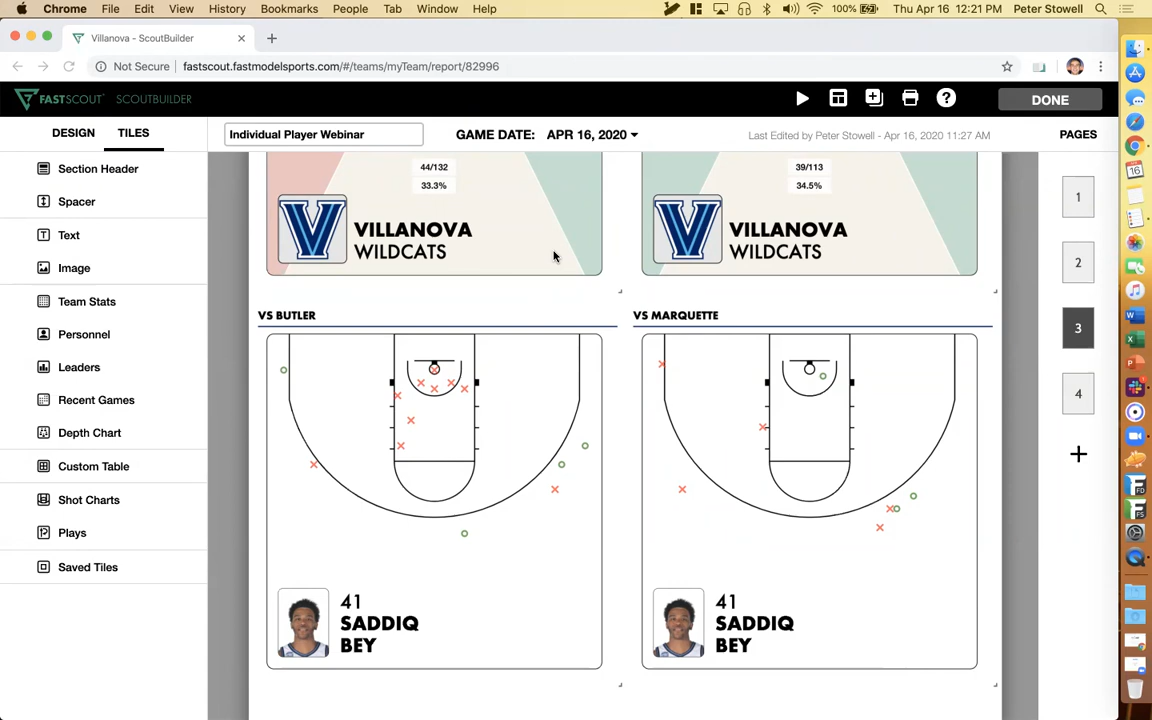 Chrome File Edit View History Bookmarks People Tab Window Help 100% Thu Apr 16 12:21 PM Peter Stowell
Villanova - ScoutBuilder
Not Secure fastscout.fastmodelsports.com/#/teams/myTeam/report/82996
FASTSCOUT SCOUTBUILDER DONE
DESIGN TILES Individual Player Webinar GAME DATE: APR 16, 2020 Last Edited by Peter Stowell - Apr 16, 2020 11:27 AM PAGES
Section Header
Spacer
Text
Image
Team Stats
Personnel
Leaders
Recent Games
Depth Chart
Custom Table
Shot Charts
Plays
Saved Tiles
44/132
33.3%
VILLANOVA
WILDCATS
39/113
34.5%
VILLANOVA
WILDCATS
VS BUTLER
41
SADDIQ
BEY
VS MARQUETTE
41
SADDIQ
BEY
1
2
3
4